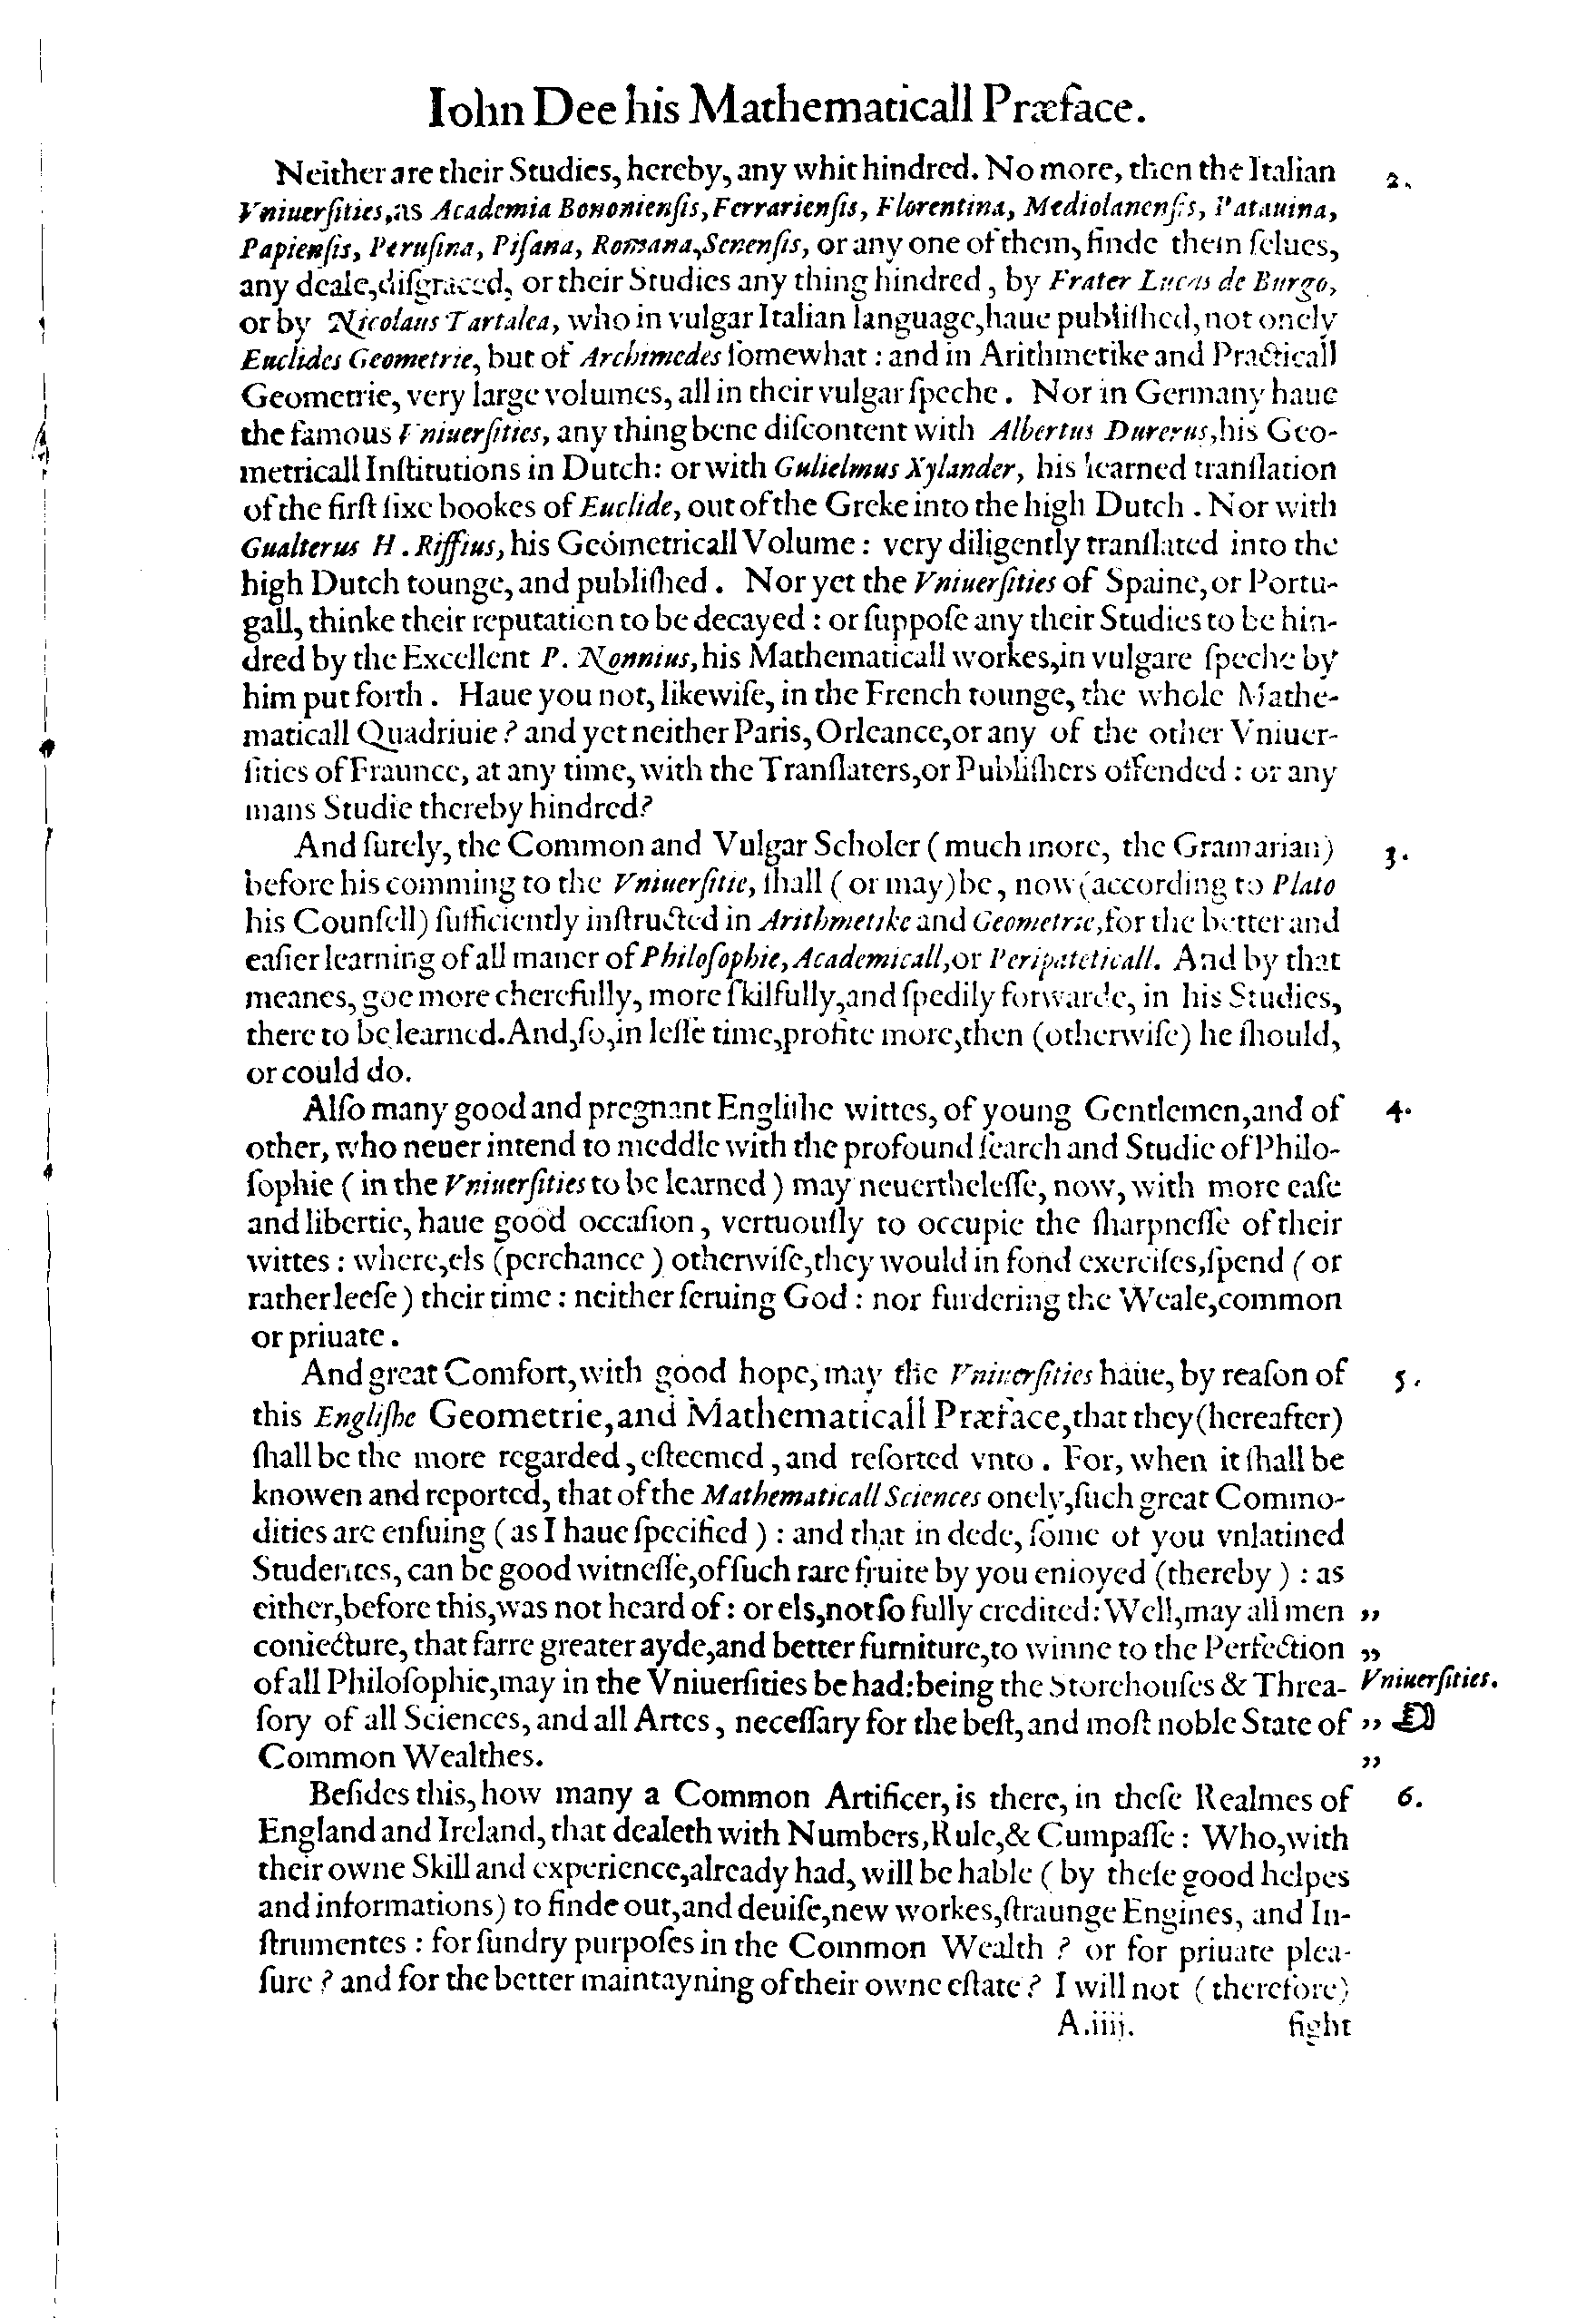 Iohn Dee his Mathematicall Præface.
Neither are their Studies, hereby, any whit hindred. No more, then the Italian 2.
Vniuerſities, as Academia Bononienſis, Ferrarienſis, Florentina, Mediolanenſis, Patauina,
Papienſis, Peruſina, Piſana, Romana, Senenſis, or any one of them, finde them ſelues,
any deale, diſgraced, or their Studies any thing hindred, by Frater Lucas de Burgo,
or by Nicolaus Tartalea, who in vulgar Italian language, haue publiſhed, not onely
Euclides Geometrie, but of Archimedes ſomewhat : and in Arithmetike and Practicall
Geometrie, very large volumes, all in their vulgar ſpeche. Nor in Germany haue
the famous Vniuerſities, any thing bene diſcontent with Albertus Durerus, his Geo-
metricall Inſtitutions in Dutch: or with Gulielmus Xylander, his learned tranſlation
of the firſt ſixe bookes of Euclide, out of the Greke into the high Dutch. Nor with
Gualterus H. Riffius, his Geometricall Volume: very diligently tranſlated into the
high Dutch tounge, and publiſhed. Nor yet the Vniuerſities of Spaine, or Portu-
gall, thinke their reputation to be decayed : or ſuppoſe any their Studies to be hin-
dred by the Excellent P. Nonnius, his Mathematicall workes, in vulgare ſpeche by
him put forth. Haue you not, likewiſe, in the French tounge, the whole Mathe-
maticall Quadriuie? and yet neither Paris, Orleance, or any of the other Vniuer-
ſities of Fraunce, at any time, with the Tranſlaters, or Publiſhers offended : or any
mans Studie thereby hindred?
And ſurely, the Common and Vulgar Scholer (much more, the Gramarian) 3.
before his comming to the Vniuerſitie, ſhall (or may) be, now (according to Plato
his Counſell) ſufficiently inſtructed in Arithmetike and Geometrie, for the better and
eaſier learning of all maner of Philoſophie, Academicall, or Peripateticall. And by that
meanes, goe more cherefully, more ſkilfully, and ſpedily forwarde, in his Studies,
there to be learned. And, ſo, in leſſe time, profite more, then (otherwiſe) he ſhould,
or could do.
Alſo many good and pregnant Engliſhe wittes, of young Gentlemen, and of 4.
other, who neuer intend to meddle with the profound ſearch and Studie of Philo-
ſophie (in the Vniuerſities to be learned) may neuertheleſſe, now, with more eaſe
and libertie, haue good occaſion, vertuouſly to occupie the ſharpneſſe of their
wittes : where, els (perchance) otherwiſe, they would in fond exerciſes, ſpend (or
rather leeſe) their time : neither ſeruing God : nor furdering the Weale, common
or priuate.
And great Comfort, with good hope, may the Vniuerſities haue, by reaſon of 5.
this Engliſhe Geometrie, and Mathematicall Præface, that they (hereafter)
ſhall be the more regarded, eſteemed, and reſorted vnto. For, when it ſhall be
knowen and reported, that of the Mathematicall Sciences onely, ſuch great Commo-
dities are enſuing (as I haue ſpecified) : and that in dede, ſome of you vnlatined
Studentes, can be good witneſſe, of ſuch rare fruite by you enioyed (thereby) : as
either, before this, was not heard of: or els, not ſo fully credited: Well, may all men „
coniecture, that farre greater ayde, and better furniture, to winne to the Perfection „
of all Philoſophie, may in the Vniuerſities be had: being the Storehouſes & Threa- Vniuerſities.
ſory of all Sciences, and all Artes, neceſſary for the beſt, and moſt noble State of „
Common Wealthes. „
Beſides this, how many a Common Artificer, is there, in theſe Realmes of 6.
England and Ireland, that dealeth with Numbers, Rule, & Cumpaſſe : Who, with
their owne Skill and experience, already had, will be hable (by theſe good helpes
and informations) to finde out, and deuiſe, new workes, ſtraunge Engines, and In-
ſtrumentes : for ſundry purpoſes in the Common Wealth ? or for priuate plea-
ſure ? and for the better maintayning of their owne eſtate ? I will not (therefore)
A.iiij. fight